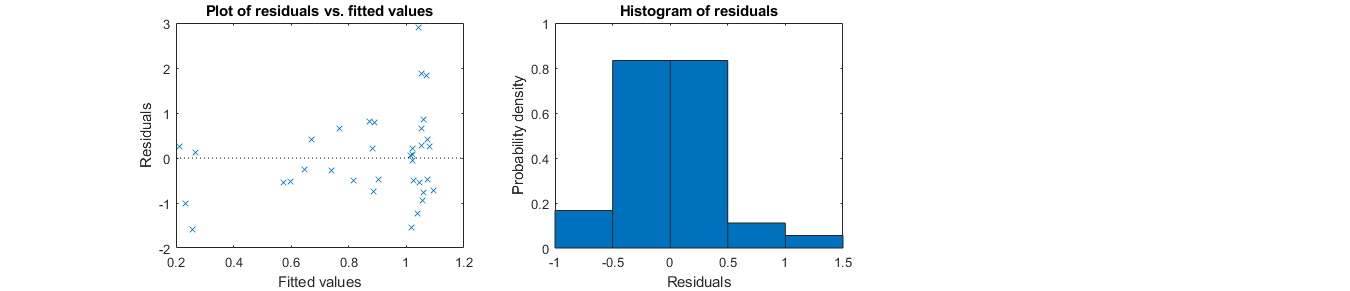 Plot of residuals vs. fitted values
3
2
1
0
-1
-2
0.2 0.4 0.6 0.8 1 1.2
Residuals
Fitted values
Histogram of residuals
1
0.8
0.6
0.4
0.2
0
-1 -0.5 0 0.5 1 1.5
Probability density
Residuals